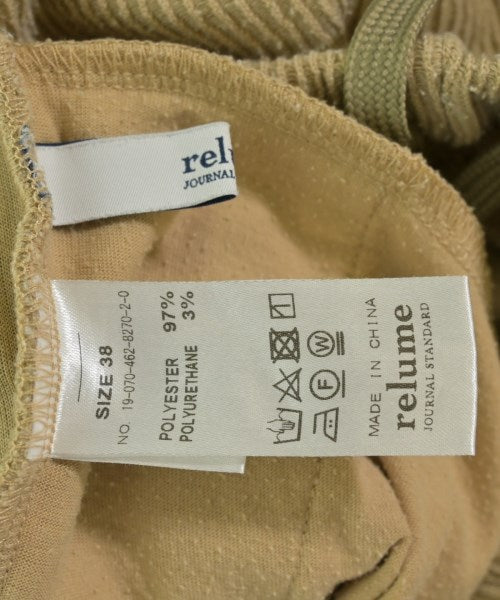 relume
JOURNAL
SIZE 38
NO. 19-070-462-8270-2-0
POLYESTER 97%
POLYURETHANE 3%
F W
MADE IN CHINA
relume
JOURNAL STANDARD